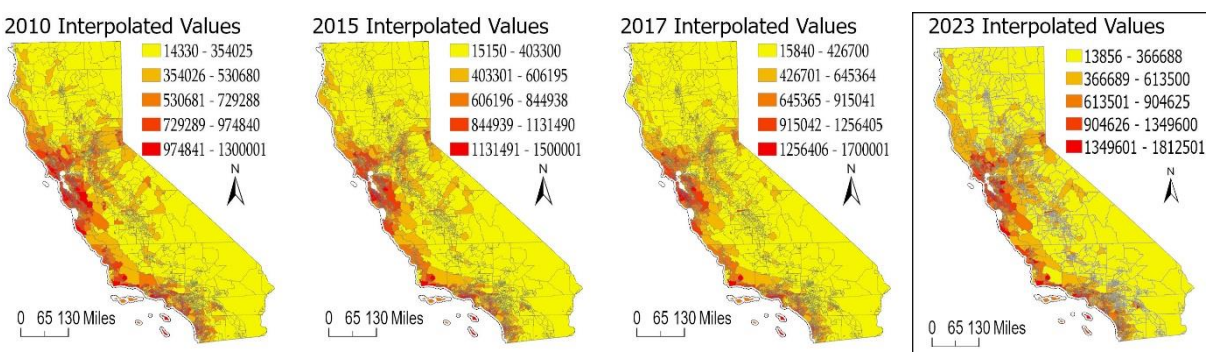 2010 Interpolated Values
14330 - 354025
354026 - 530680
530681 - 729288
729289 - 974840
974841 - 1300001
N
0 65 130 Miles
2015 Interpolated Values
15150 - 403300
403301 - 606195
606196 - 844938
844939 - 1131490
1131491 - 1500001
N
0 65 130 Miles
2017 Interpolated Values
15840 - 426700
426701 - 645364
645365 - 915041
915042 - 1256405
1256406 - 1700001
N
0 65 130 Miles
2023 Interpolated Values
13856 - 366688
366689 - 613500
613501 - 904625
904626 - 1349600
1349601 - 1812501
N
0 65 130 Miles